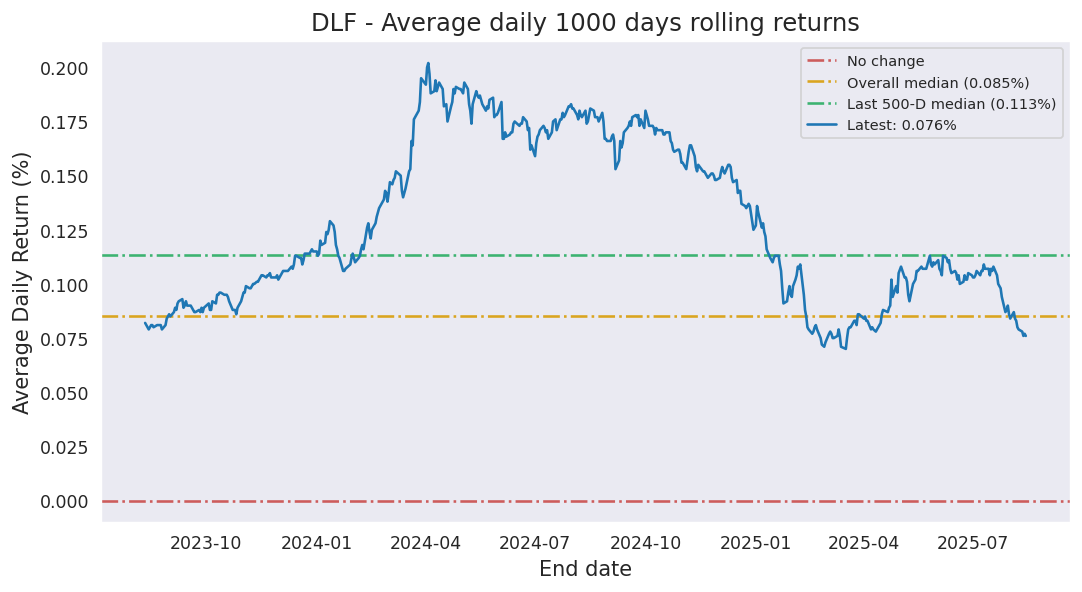 DLF - Average daily 1000 days rolling returns
No change
Overall median (0.085%)
Last 500-D median (0.113%)
Latest: 0.076%
Average Daily Return (%)
0.200
0.175
0.150
0.125
0.100
0.075
0.050
0.025
0.000
2023-10 2024-01 2024-04 2024-07 2024-10 2025-01 2025-04 2025-07
End date